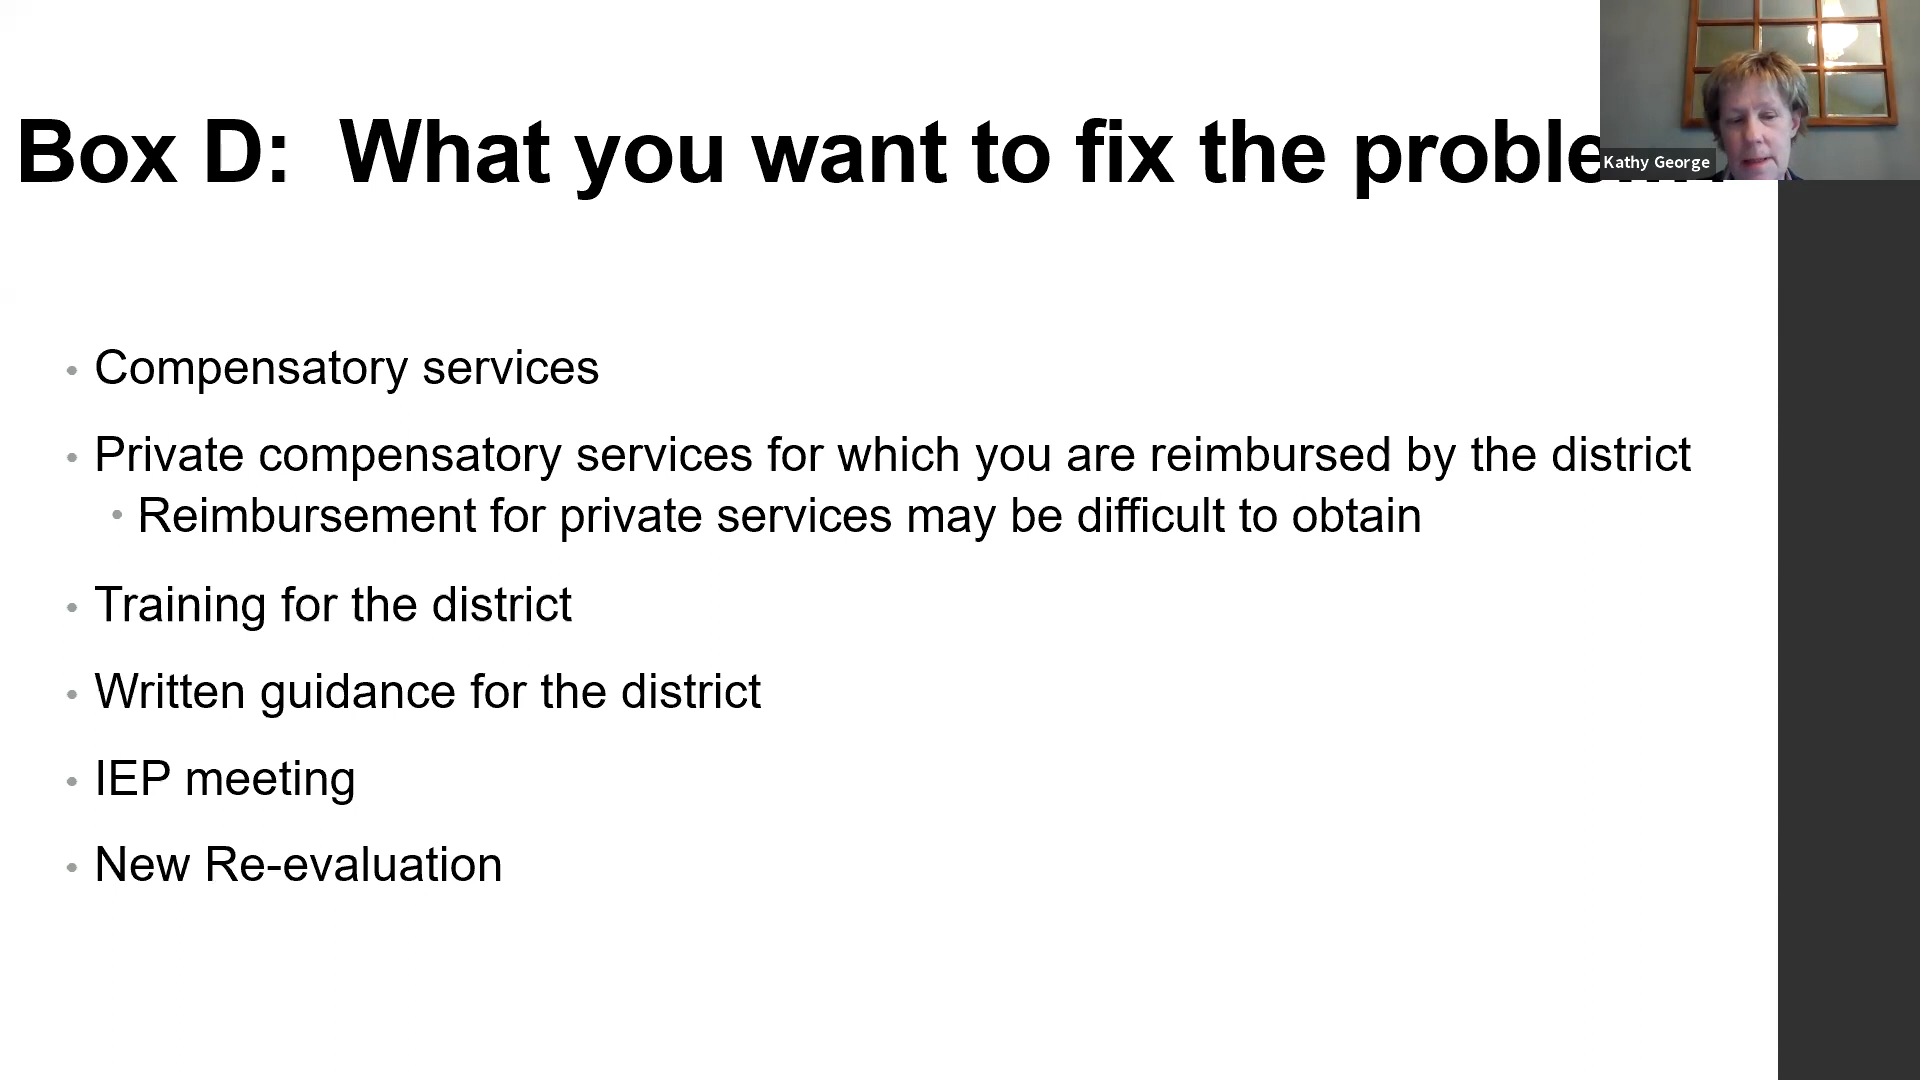 Box D: What you want to fix the
Kathy George
• Compensatory services
• Private compensatory services for which you are reimbursed by the district
• Reimbursement for private services may be difficult to obtain
• Training for the district
• Written guidance for the district
• IEP meeting
• New Re-evaluation